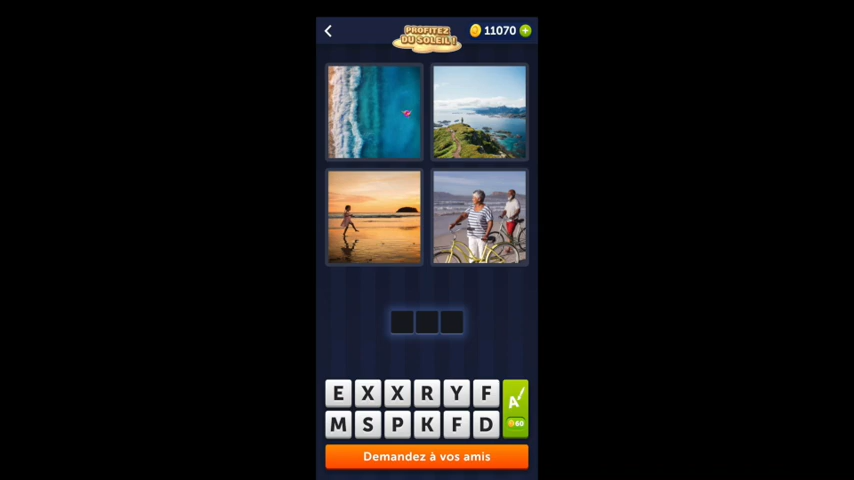 PROFITEZ
DU SOLEIL !
11070
E X X R Y F
M S P K F D
A
60
Demandez à vos amis